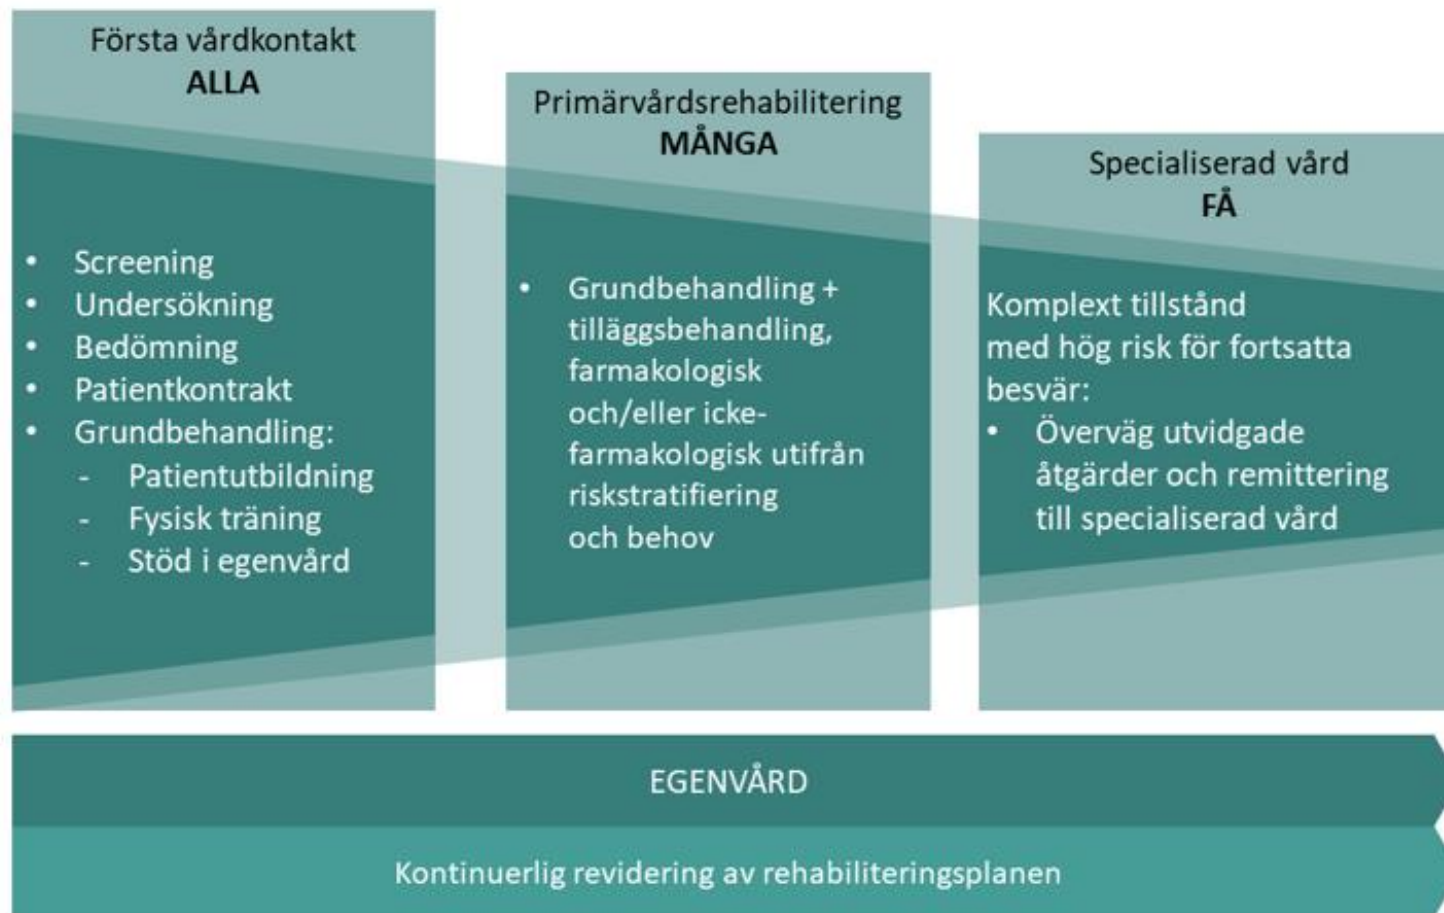 Första vårdkontakt
ALLA
• Screening
• Undersökning
• Bedömning
• Patientkontrakt
• Grundbehandling:
- Patientutbildning
- Fysisk träning
- Stöd i egenvård
Primärvårdsrehabilitering
MÅNGA
• Grundbehandling +
tilläggsbehandling,
farmakologisk
och/eller icke-
farmakologisk utifrån
riskstratifiering
och behov
Specialiserad vård
FÅ
Komplext tillstånd
med hög risk för fortsatta
besvär:
• Överväg utvidgade
åtgärder och remittering
till specialiserad vård
EGENVÅRD
Kontinuerlig revidering av rehabiliteringsplanen